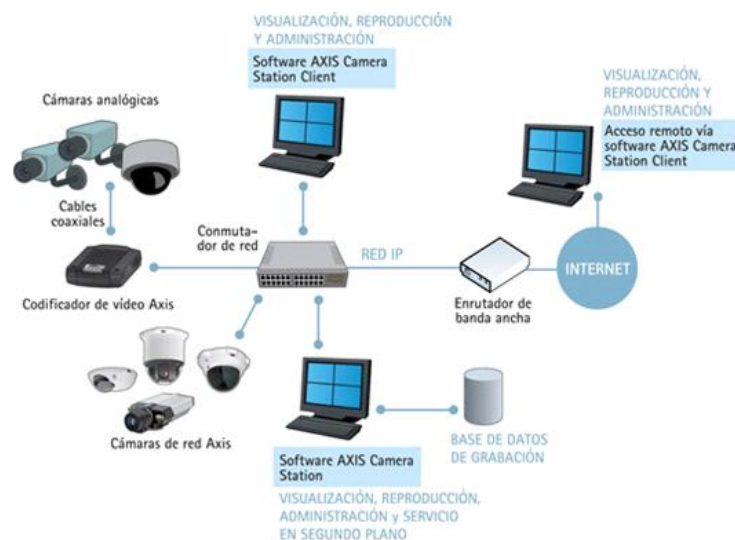 VISUALIZACIÓN, REPRODUCCIÓN
Y ADMINISTRACIÓN
Software AXIS Camera
Station Client
VISUALIZACIÓN,
REPRODUCCIÓN Y
ADMINISTRACIÓN
Acceso remoto vía
software AXIS Camera
Station Client
Cámaras analógicas
Cables
coaxiales
Conmuta-
dor de red
RED IP
INTERNET
Codificador de vídeo Axis
Enrutador de
banda ancha
Cámaras de red Axis
BASE DE DATOS
DE GRABACIÓN
Software AXIS Camera
Station
VISUALIZACIÓN, REPRODUCCIÓN,
ADMINISTRACIÓN y SERVICIO
EN SEGUNDO PLANO